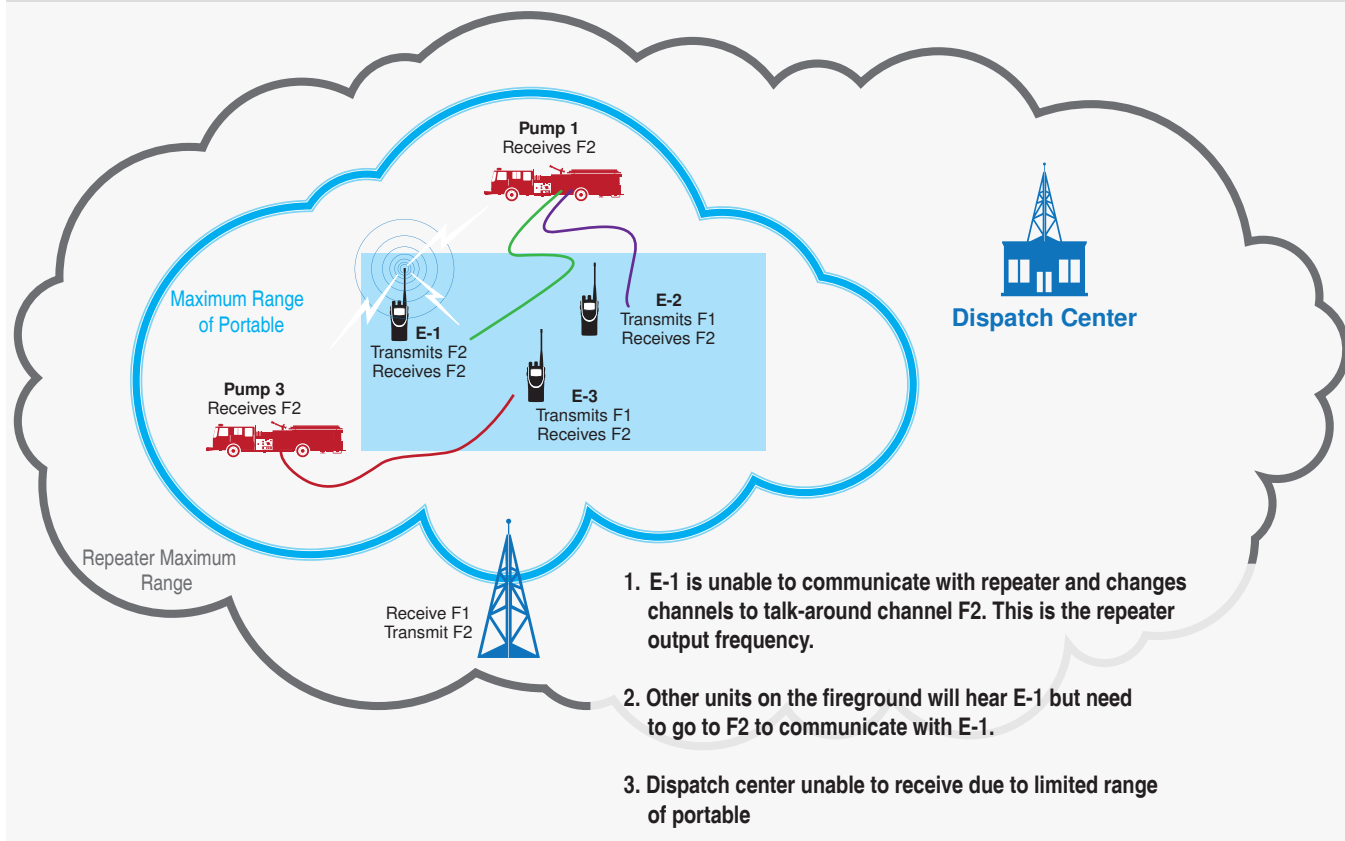 Pump 1
Receives F2
Maximum Range
of Portable
E-1
Transmits F2
Receives F2
E-2
Transmits F1
Receives F2
Dispatch Center
Pump 3
Receives F2
E-3
Transmits F1
Receives F2
Repeater Maximum
Range
Receive F1
Transmit F2
1. E-1 is unable to communicate with repeater and changes
channels to talk-around channel F2. This is the repeater
output frequency.
2. Other units on the fireground will hear E-1 but need
to go to F2 to communicate with E-1.
3. Dispatch center unable to receive due to limited range
of portable